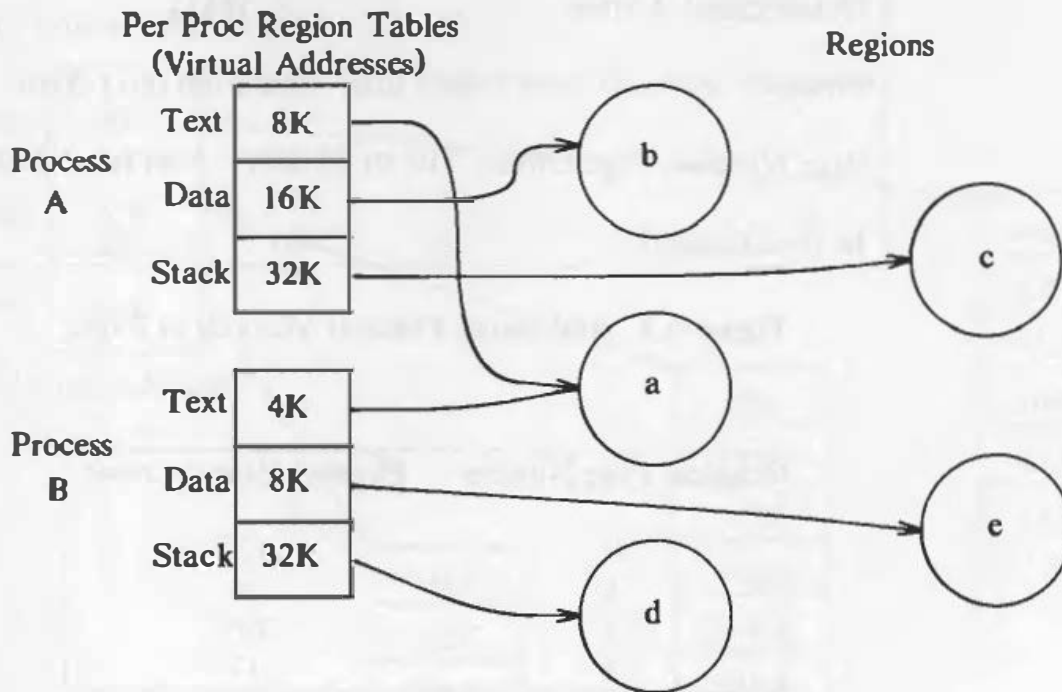 Per Proc Region Tables
(Virtual Addresses)
Regions
Process
A
Text 8K
Data 16K
Stack 32K
b
c
a
Process
B
Text 4K
Data 8K
Stack 32K
e
d